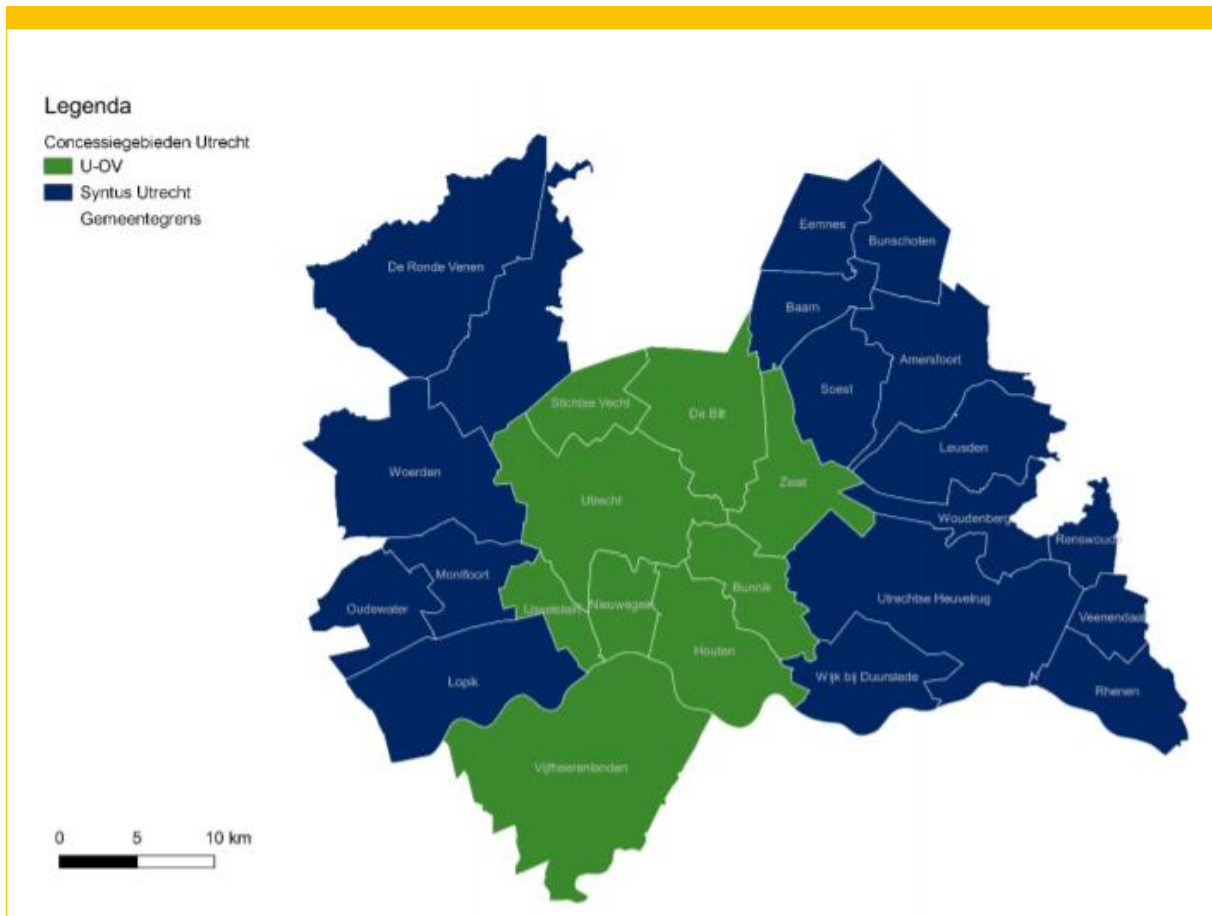 Legenda
Concessiegebieden Utrecht
U-OV
Syntus Utrecht
Gemeentegrens
Eemnes
Bunschoten
De Ronde Venen
Baarn
Amersfoort
Soest
Stichtse Vecht
De Bilt
Leusden
Woerden
Zeist
Utrecht
Woudenberg
Renswoude
Montfoort
Bunnik
Utrechtse Heuvelrug
Oudewater
IJsselstein
Nieuwegein
Veenendaal
Houten
Lopik
Wijk bij Duurstede
Rhenen
Vijfheerenlanden
0 5 10 km